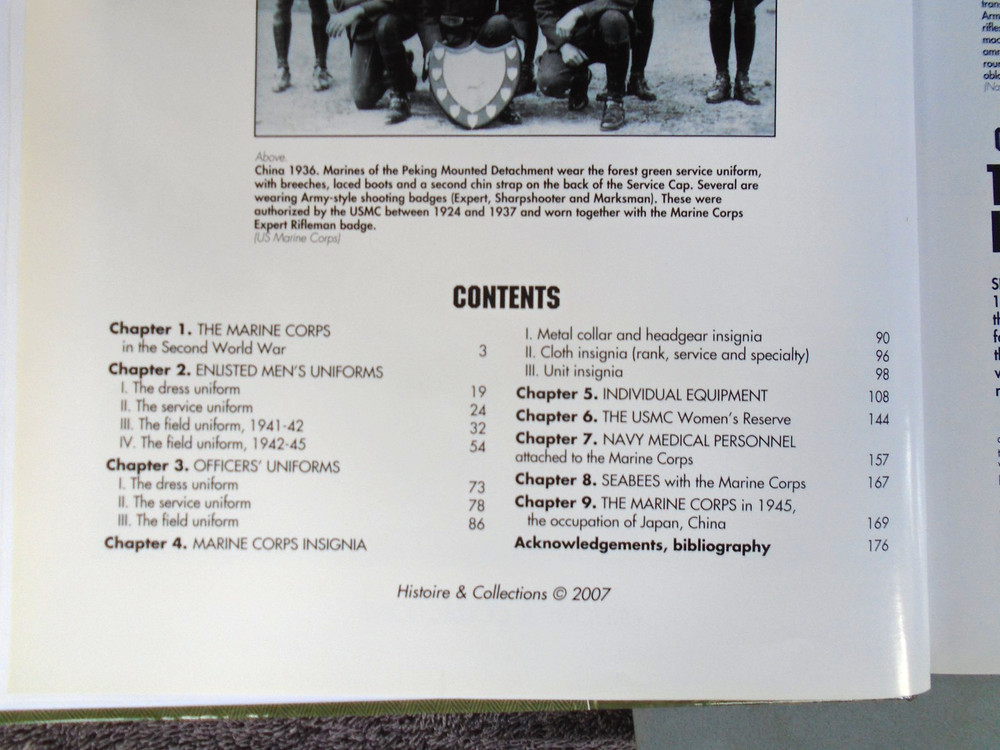 Above.
China 1936. Marines of the Peking Mounted Detachment wear the forest green service uniform,
with breeches, laced boots and a second chin strap on the back of the Service Cap. Several are
wearing Army-style shooting badges (Expert, Sharpshooter and Marksman). These were
authorized by the USMC between 1924 and 1937 and worn together with the Marine Corps
Expert Rifleman badge.
(US Marine Corps)
CONTENTS
Chapter 1. THE MARINE CORPS
in the Second World War 3
Chapter 2. ENLISTED MEN'S UNIFORMS
I. The dress uniform 19
II. The service uniform 24
III. The field uniform, 1941-42 32
IV. The field uniform, 1942-45 54
Chapter 3. OFFICERS' UNIFORMS
I. The dress uniform 73
II. The service uniform 78
III. The field uniform 86
Chapter 4. MARINE CORPS INSIGNIA
I. Metal collar and headgear insignia 90
II. Cloth insignia (rank, service and specialty) 96
III. Unit insignia 98
Chapter 5. INDIVIDUAL EQUIPMENT 108
Chapter 6. THE USMC Women's Reserve 144
Chapter 7. NAVY MEDICAL PERSONNEL
attached to the Marine Corps 157
Chapter 8. SEABEES with the Marine Corps 167
Chapter 9. THE MARINE CORPS in 1945,
the occupation of Japan, China 169
Acknowledgements, bibliography 176
Histoire & Collections © 2007